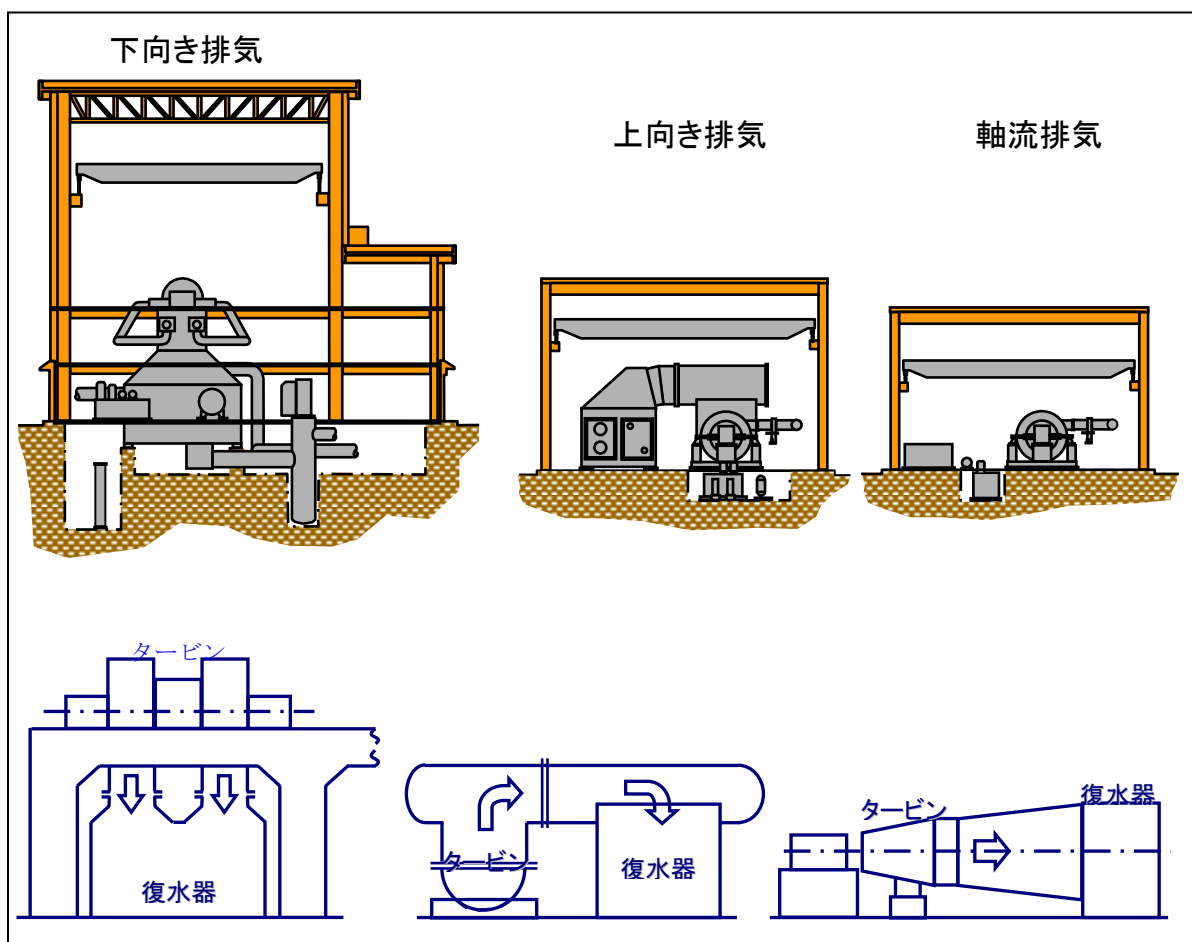 下向き排気
上向き排気
軸流排気
タービン
復水器
タービン
復水器
タービン
復水器